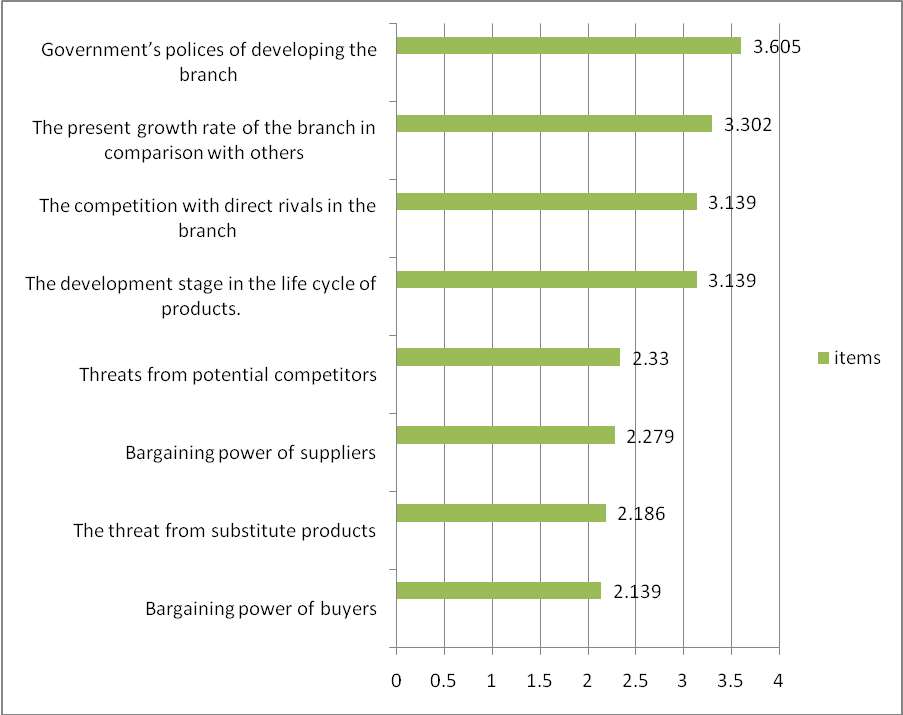 Government’s polices of developing the
branch
3.605
The present growth rate of the branch in
comparison with others
3.302
The competition with direct rivals in the
branch
3.139
The development stage in the life cycle of
products.
3.139
Threats from potential competitors
2.33
Bargaining power of suppliers
2.279
The threat from substitute products
2.186
Bargaining power of buyers
2.139
items
0 0.5 1 1.5 2 2.5 3 3.5 4